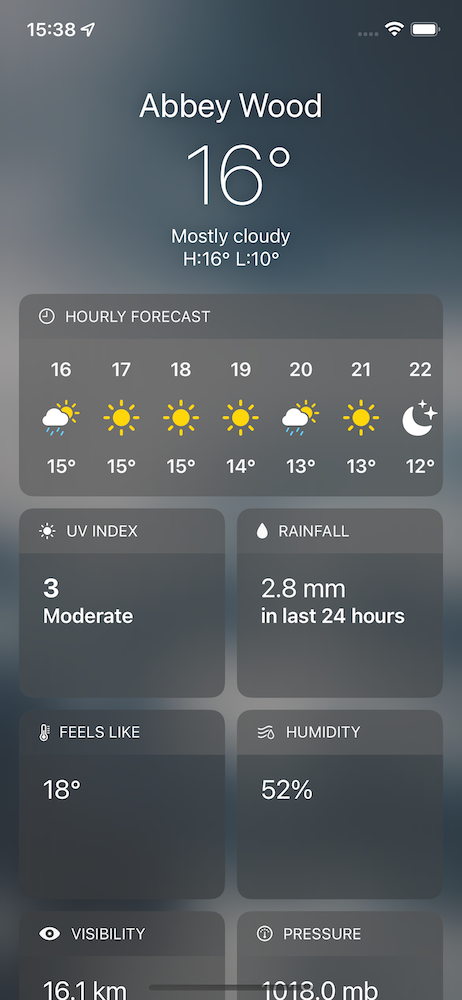 15:38
Abbey Wood
16°
Mostly cloudy
H:16° L:10°
HOURLY FORECAST
16 17 18 19 20 21 22
15° 15° 15° 14° 13° 13° 12°
UV INDEX
3
Moderate
RAINFALL
2.8 mm
in last 24 hours
FEELS LIKE
18°
HUMIDITY
52%
VISIBILITY
16.1 km
PRESSURE
1018.0 mb